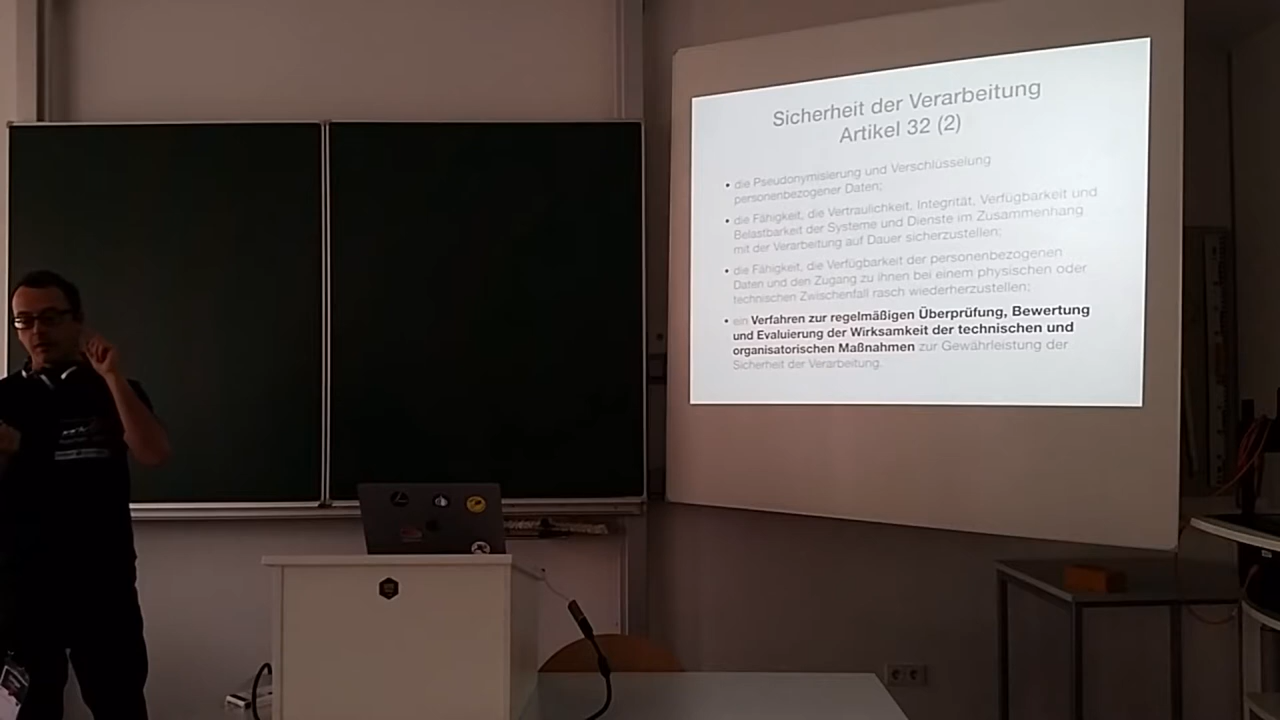 Sicherheit der Verarbeitung
Artikel 32 (2)
• die Pseudonymisierung und Verschlüsselung
personenbezogener Daten;
• die Fähigkeit, die Vertraulichkeit, Integrität, Verfügbarkeit und
Belastbarkeit der Systeme und Dienste im Zusammenhang
mit der Verarbeitung auf Dauer sicherzustellen;
• die Fähigkeit, die Verfügbarkeit der personenbezogenen
Daten und den Zugang zu ihnen bei einem physischen oder
technischen Zwischenfall rasch wiederherzustellen;
• ein Verfahren zur regelmäßigen Überprüfung, Bewertung
und Evaluierung der Wirksamkeit der technischen und
organisatorischen Maßnahmen zur Gewährleistung der
Sicherheit der Verarbeitung.